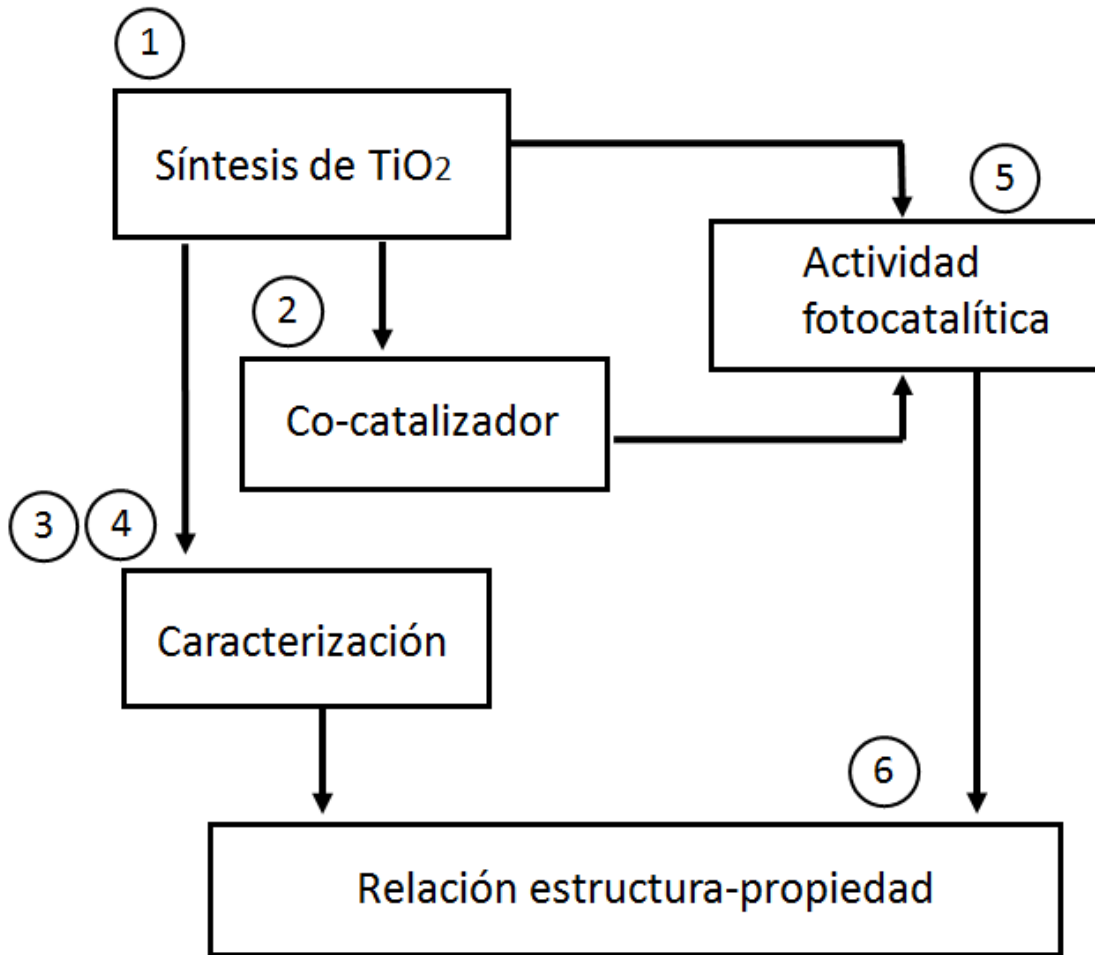 1
Síntesis de TiO2
5
Actividad
fotocatalítica
2
Co-catalizador
3 4
Caracterización
6
Relación estructura-propiedad